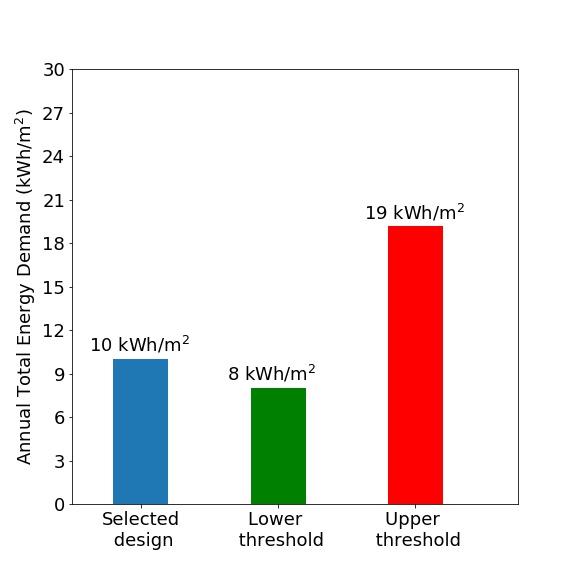 Annual Total Energy Demand (kWh/m²)
30
27
24
21
18
15
12
9
6
3
0
10 kWh/m²
8 kWh/m²
19 kWh/m²
Selected
design
Lower
threshold
Upper
threshold